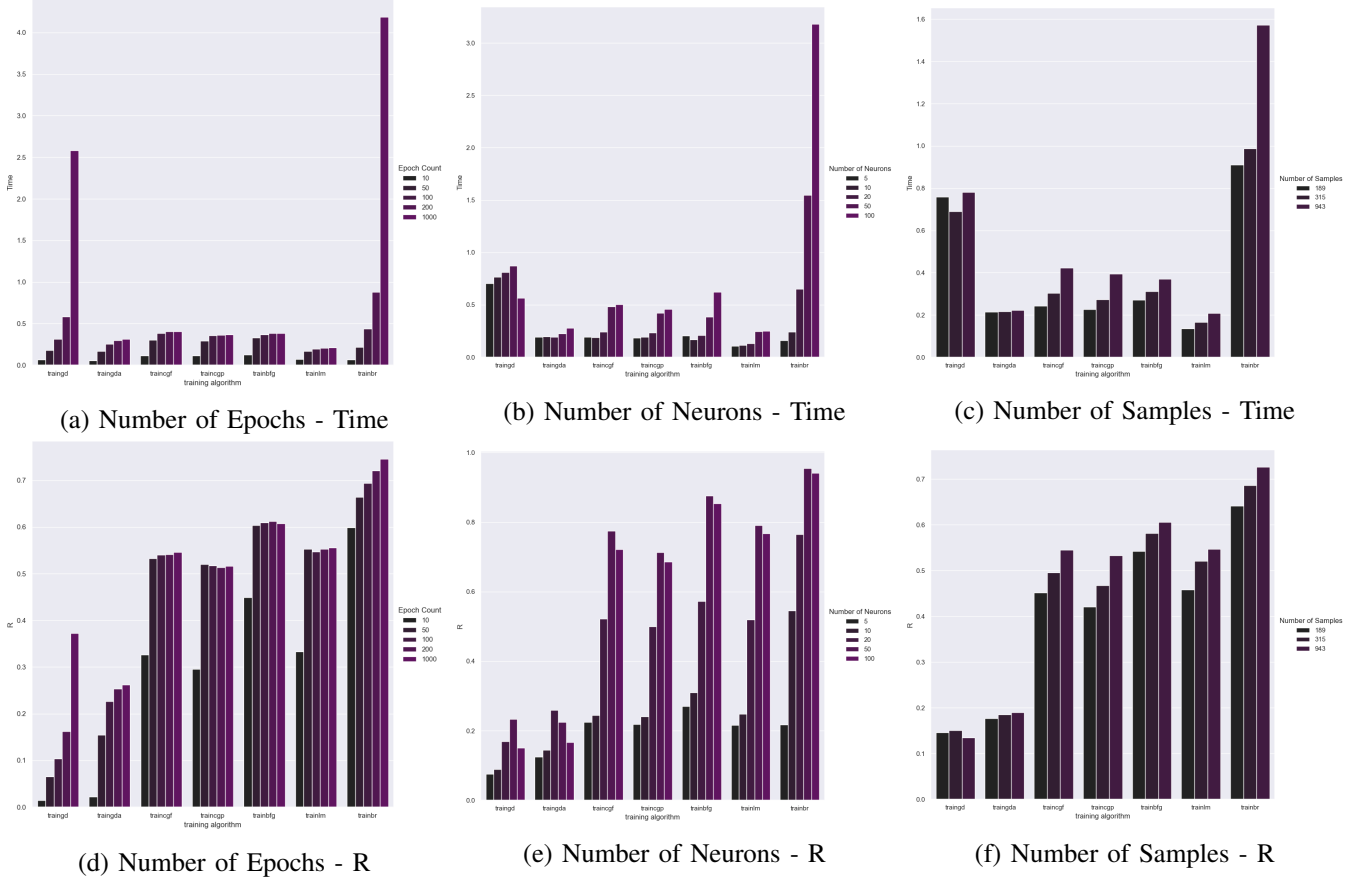 4.0
3.5
3.0
2.5
2.0
1.5
1.0
0.5
0.0
Time
traingd traingda traincgf traincgp trainbfg trainlm trainbr
training algorithm
Epoch Count
10
50
100
200
1000
(a) Number of Epochs - Time
3.0
2.5
2.0
1.5
1.0
0.5
0.0
Time
traingd traingda traincgf traincgp trainbfg trainlm trainbr
training algorithm
Number of Neurons
5
10
20
50
100
(b) Number of Neurons - Time
1.6
1.4
1.2
1.0
0.8
0.6
0.4
0.2
0.0
Time
traingd traingda traincgf traincgp trainbfg trainlm trainbr
training algorithm
Number of Samples
189
315
943
(c) Number of Samples - Time
0.7
0.6
0.5
0.4
0.3
0.2
0.1
0.0
R
traingd traingda traincgf traincgp trainbfg trainlm trainbr
training algorithm
Epoch Count
10
50
100
200
1000
(d) Number of Epochs - R
1.0
0.8
0.6
0.4
0.2
0.0
R
traingd traingda traincgf traincgp trainbfg trainlm trainbr
training algorithm
Number of Neurons
5
10
20
50
100
(e) Number of Neurons - R
0.7
0.6
0.5
0.4
0.3
0.2
0.1
0.0
R
traingd traingda traincgf traincgp trainbfg trainlm trainbr
training algorithm
Number of Samples
189
315
943
(f) Number of Samples - R